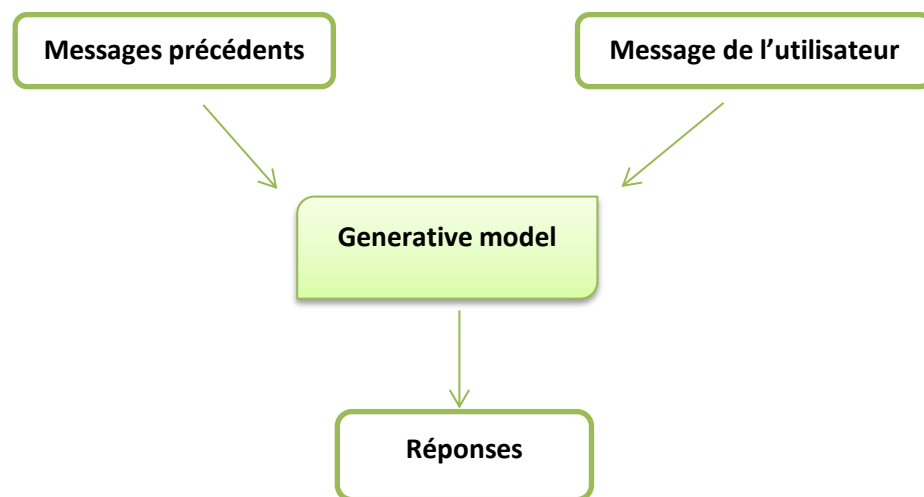 Messages précédents
Message de l’utilisateur
Generative model
Réponses